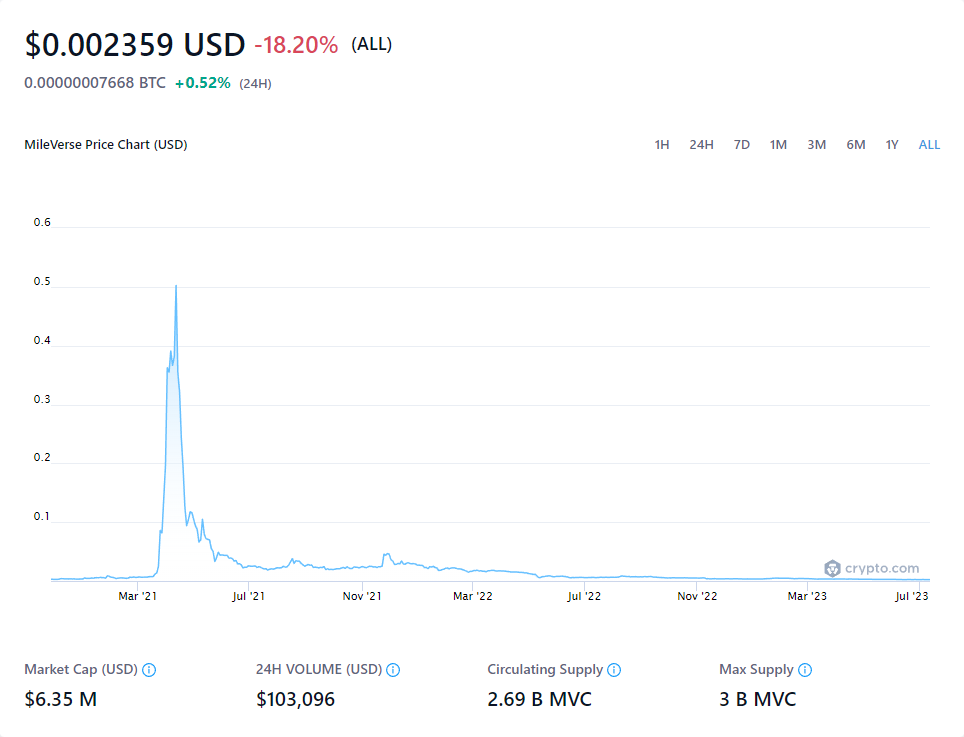 $0.002359 USD -18.20% (ALL)
0.00000007668 BTC +0.52% (24H)
MileVerse Price Chart (USD) 1H 24H 7D 1M 3M 6M 1Y ALL
0.6
0.5
0.4
0.3
0.2
0.1
crypto.com
Mar '21 Jul '21 Nov '21 Mar '22 Jul '22 Nov '22 Mar '23 Jul '23
Market Cap (USD) 24H VOLUME (USD) Circulating Supply Max Supply
$6.35 M $103,096 2.69 B MVC 3 B MVC